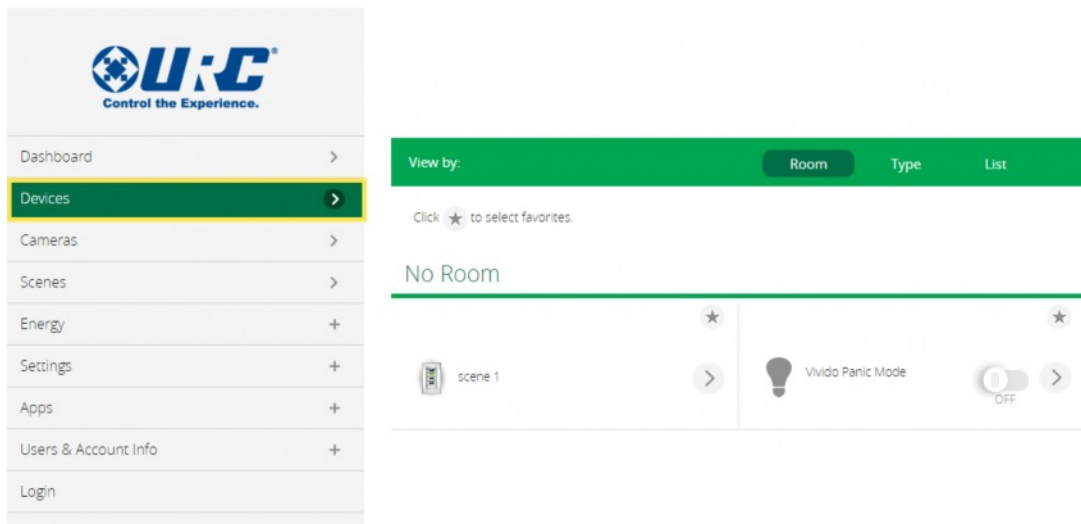 URC®
Control the Experience.
Dashboard
Devices
Cameras
Scenes
Energy
Settings
Apps
Users & Account Info
Login
View by:
Room Type List
Click ★ to select favorites.
No Room
scene 1
Vivido Panic Mode
OFF